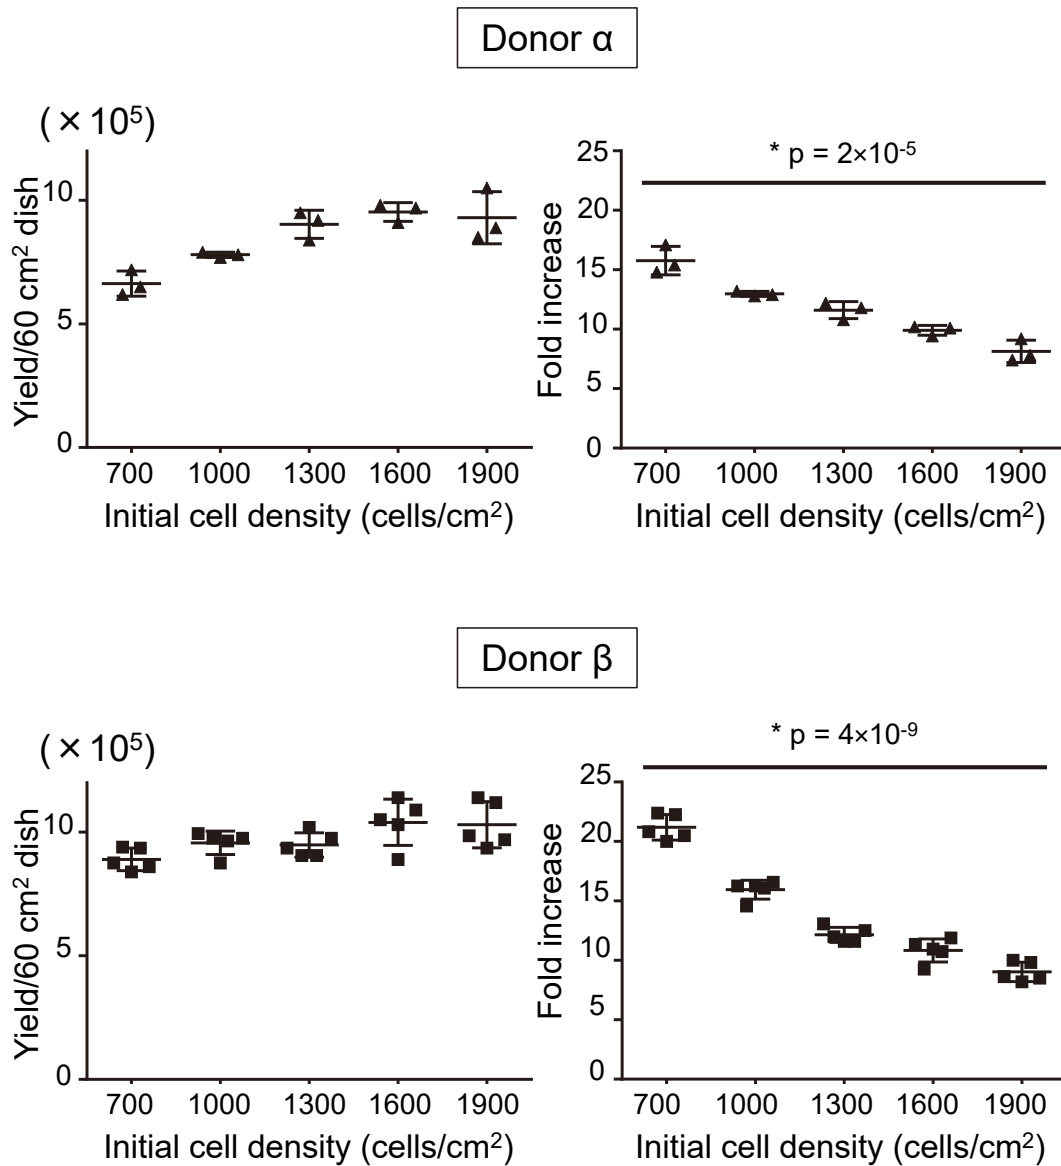 Donor α
(×10⁵)
Yield/60 cm² dish
10
5
0
700 1000 1300 1600 1900
Initial cell density (cells/cm²)
* p = 2×10⁻⁵
Fold increase
25
20
15
10
5
0
700 1000 1300 1600 1900
Initial cell density (cells/cm²)
Donor β
(×10⁵)
Yield/60 cm² dish
10
5
0
700 1000 1300 1600 1900
Initial cell density (cells/cm²)
* p = 4×10⁻⁹
Fold increase
25
20
15
10
5
0
700 1000 1300 1600 1900
Initial cell density (cells/cm²)